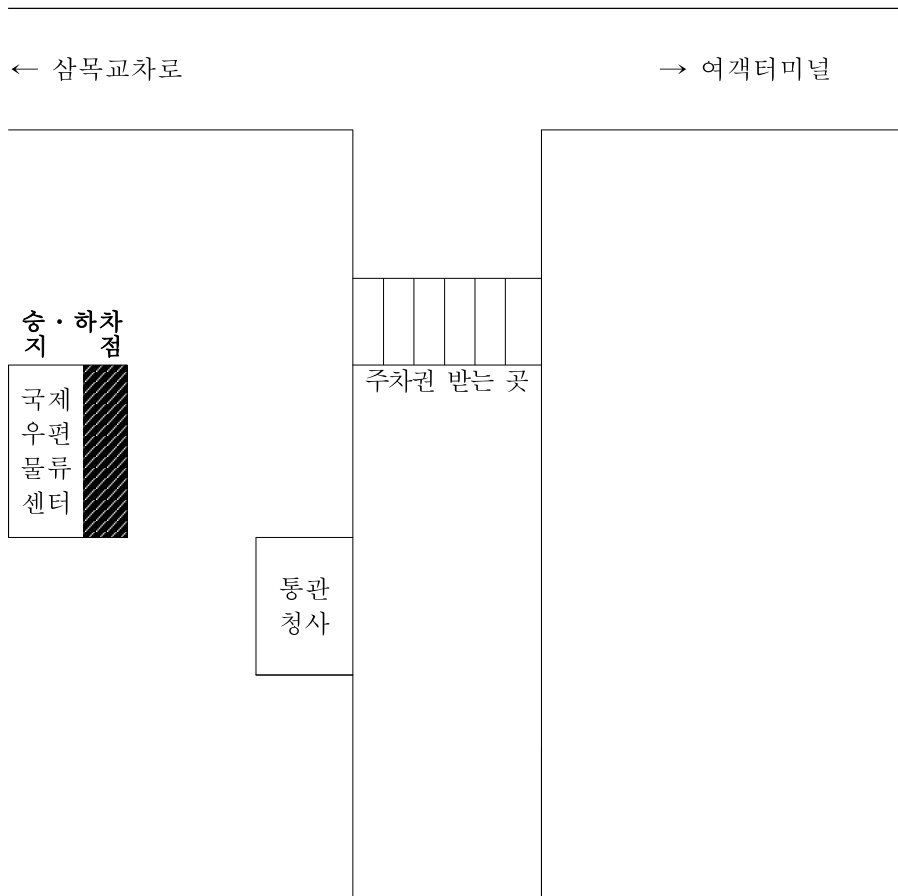 ← 삼목교차로
→ 여객터미널
승·하차
지 점
주차권 받는 곳
국제
우편
물류
센터
통관
청사